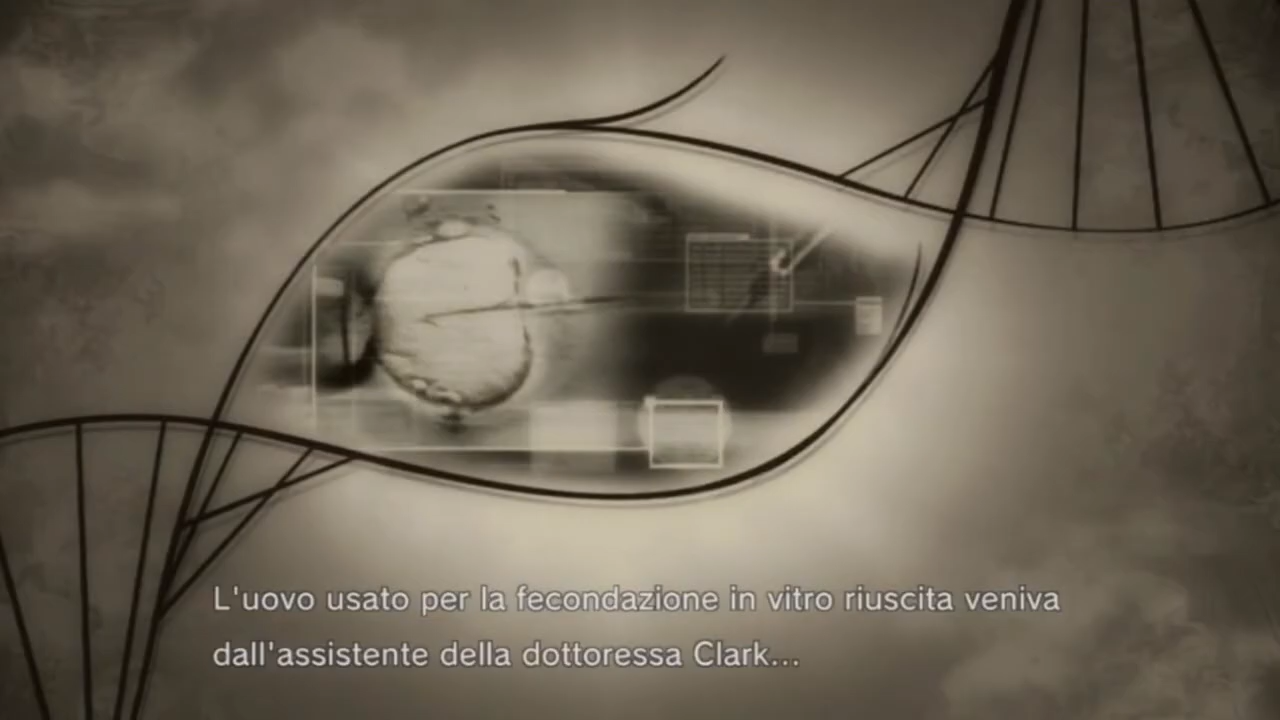 L'uovo usato per la fecondazione in vitro riuscita veniva
dall'assistente della dottoressa Clark...